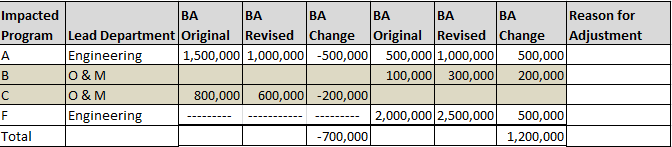 Impacted Program Lead Department BA Original BA Revised BA Change BA Original BA Revised BA Change Reason for Adjustment
A Engineering 1,500,000 1,000,000 -500,000 500,000 1,000,000 500,000
B O & M 100,000 300,000 200,000
C O & M 800,000 600,000 -200,000
F Engineering --------- ----------- --------- 2,000,000 2,500,000 500,000
Total -700,000 1,200,000